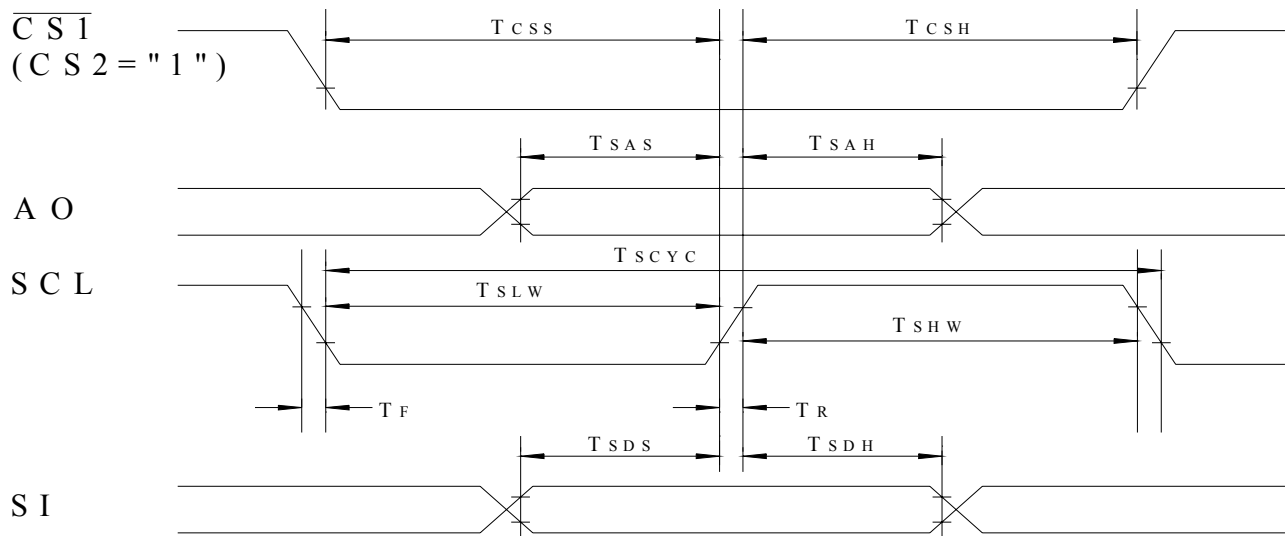 CS1 TCSS TCSH
(CS2="1")
TSAS TSAH
AO
TSCYC
SCL
TSLW
TSHW
TF TR
TSDS TSDH
SI